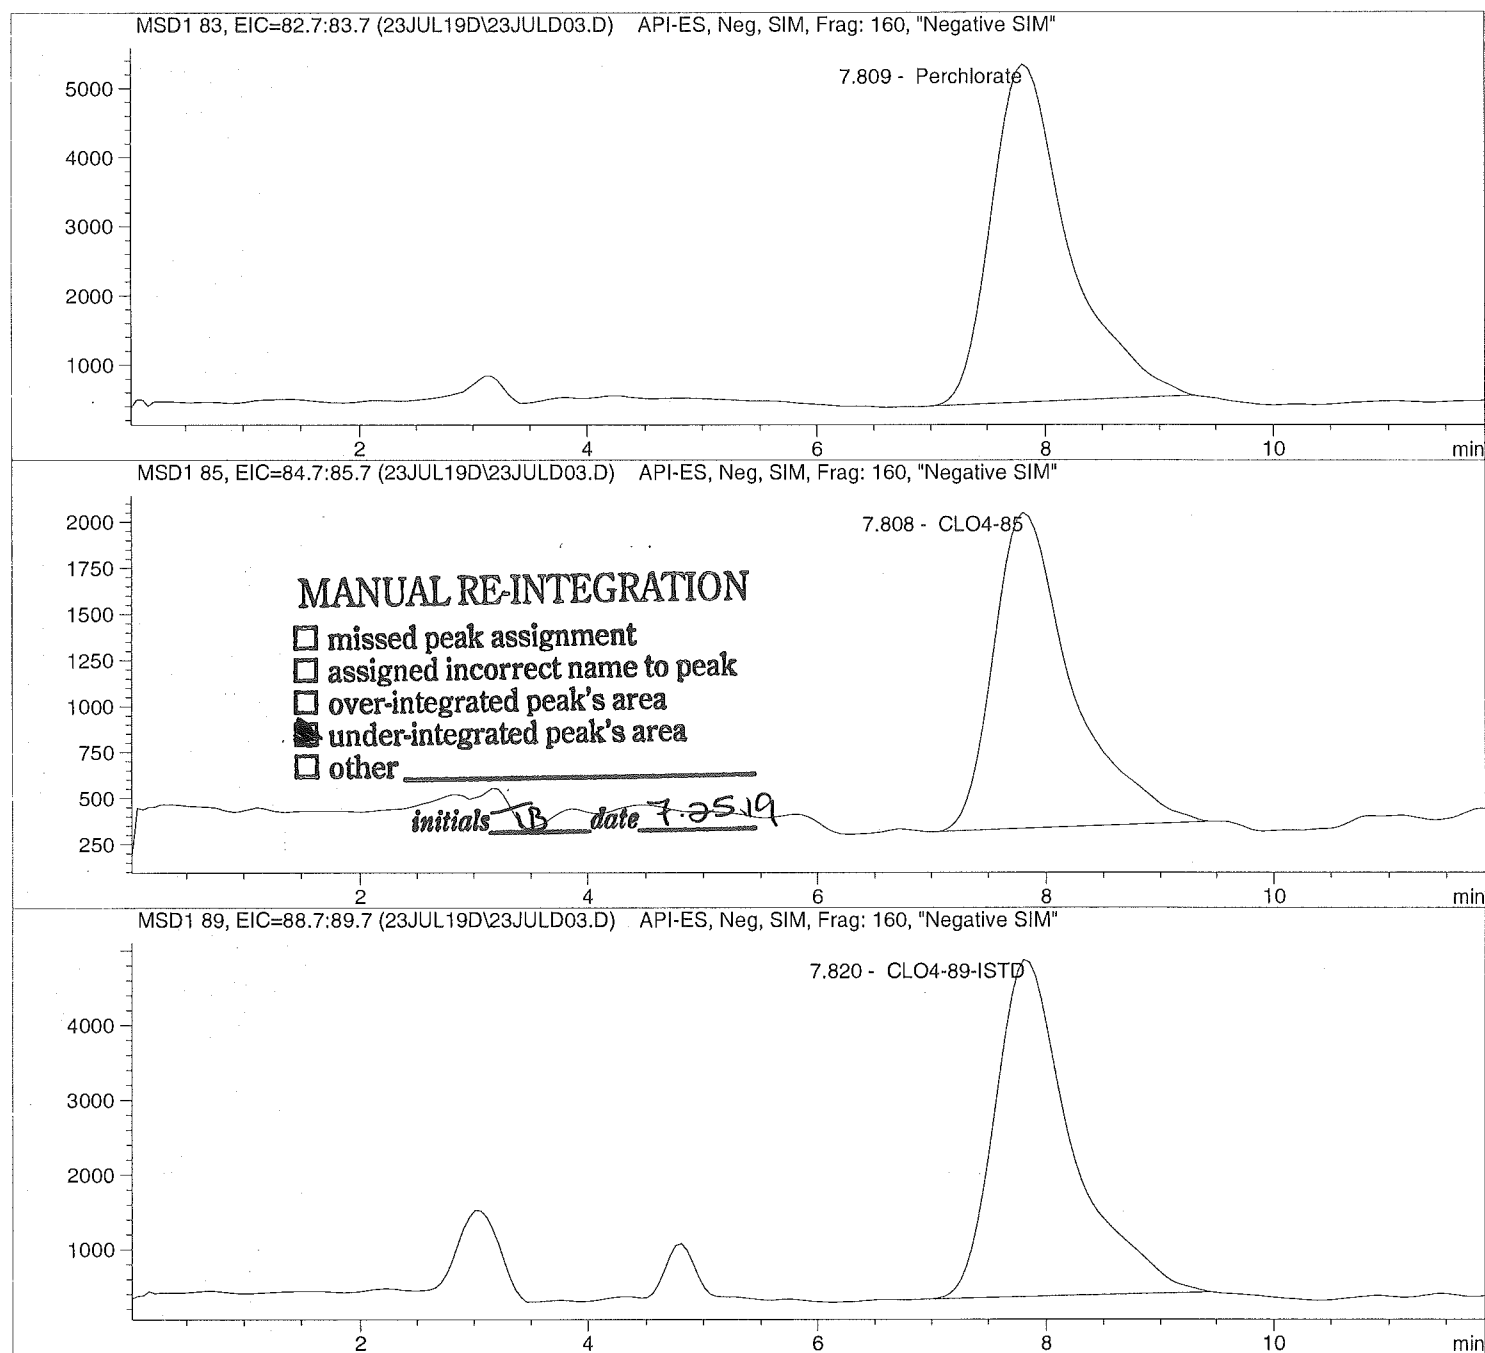 MSD1 83, EIC=82.7:83.7 (23JUL19D\23JULD03.D) API-ES, Neg, SIM, Frag: 160, "Negative SIM"
7.809 - Perchlorate
5000
4000
3000
2000
1000
2 4 6 8 10 min
MSD1 85, EIC=84.7:85.7 (23JUL19D\23JULD03.D) API-ES, Neg, SIM, Frag: 160, "Negative SIM"
7.808 - CLO4-85
2000
1750
1500
1250
1000
750
500
250
MANUAL RE-INTEGRATION
☐ missed peak assignment
☐ assigned incorrect name to peak
☐ over-integrated peak's area
■ under-integrated peak's area
☐ other
initials TB date 7.25.19
2 4 6 8 10 min
MSD1 89, EIC=88.7:89.7 (23JUL19D\23JULD03.D) API-ES, Neg, SIM, Frag: 160, "Negative SIM"
7.820 - CLO4-89-ISTD
4000
3000
2000
1000
2 4 6 8 10 min